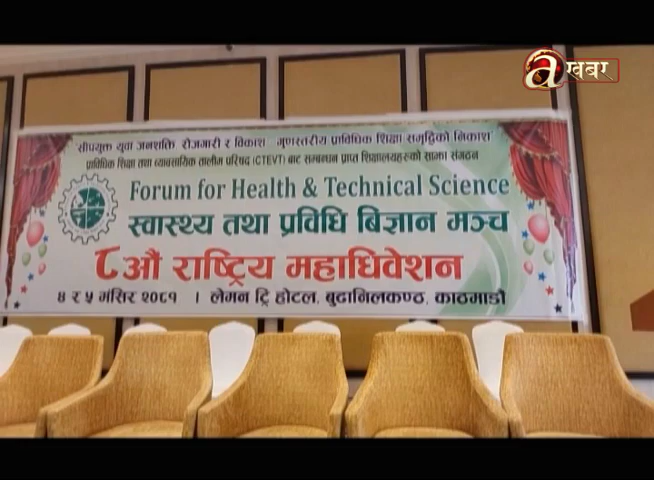 a खबर
'सीपयुक्त युवा जनशक्ति रोजगारी र विकास गुणस्तरीय प्राविधिक शिक्षा समृद्धिको निकाश'
प्राविधिक शिक्षा तथा व्यावसायिक तालीम परिषद (CTEVT) बाट सम्बन्धन प्राप्त शिक्षालयहरूको साझा संगठन
Forum for Health & Technical Science
स्वास्थ्य तथा प्रविधि बिज्ञान मञ्च
८ औं राष्ट्रिय महाधिवेशन
४ र ५ मंसिर २०८१ । लेमन ट्रि होटल, बुढानिलकण्ठ, काठमाडौं